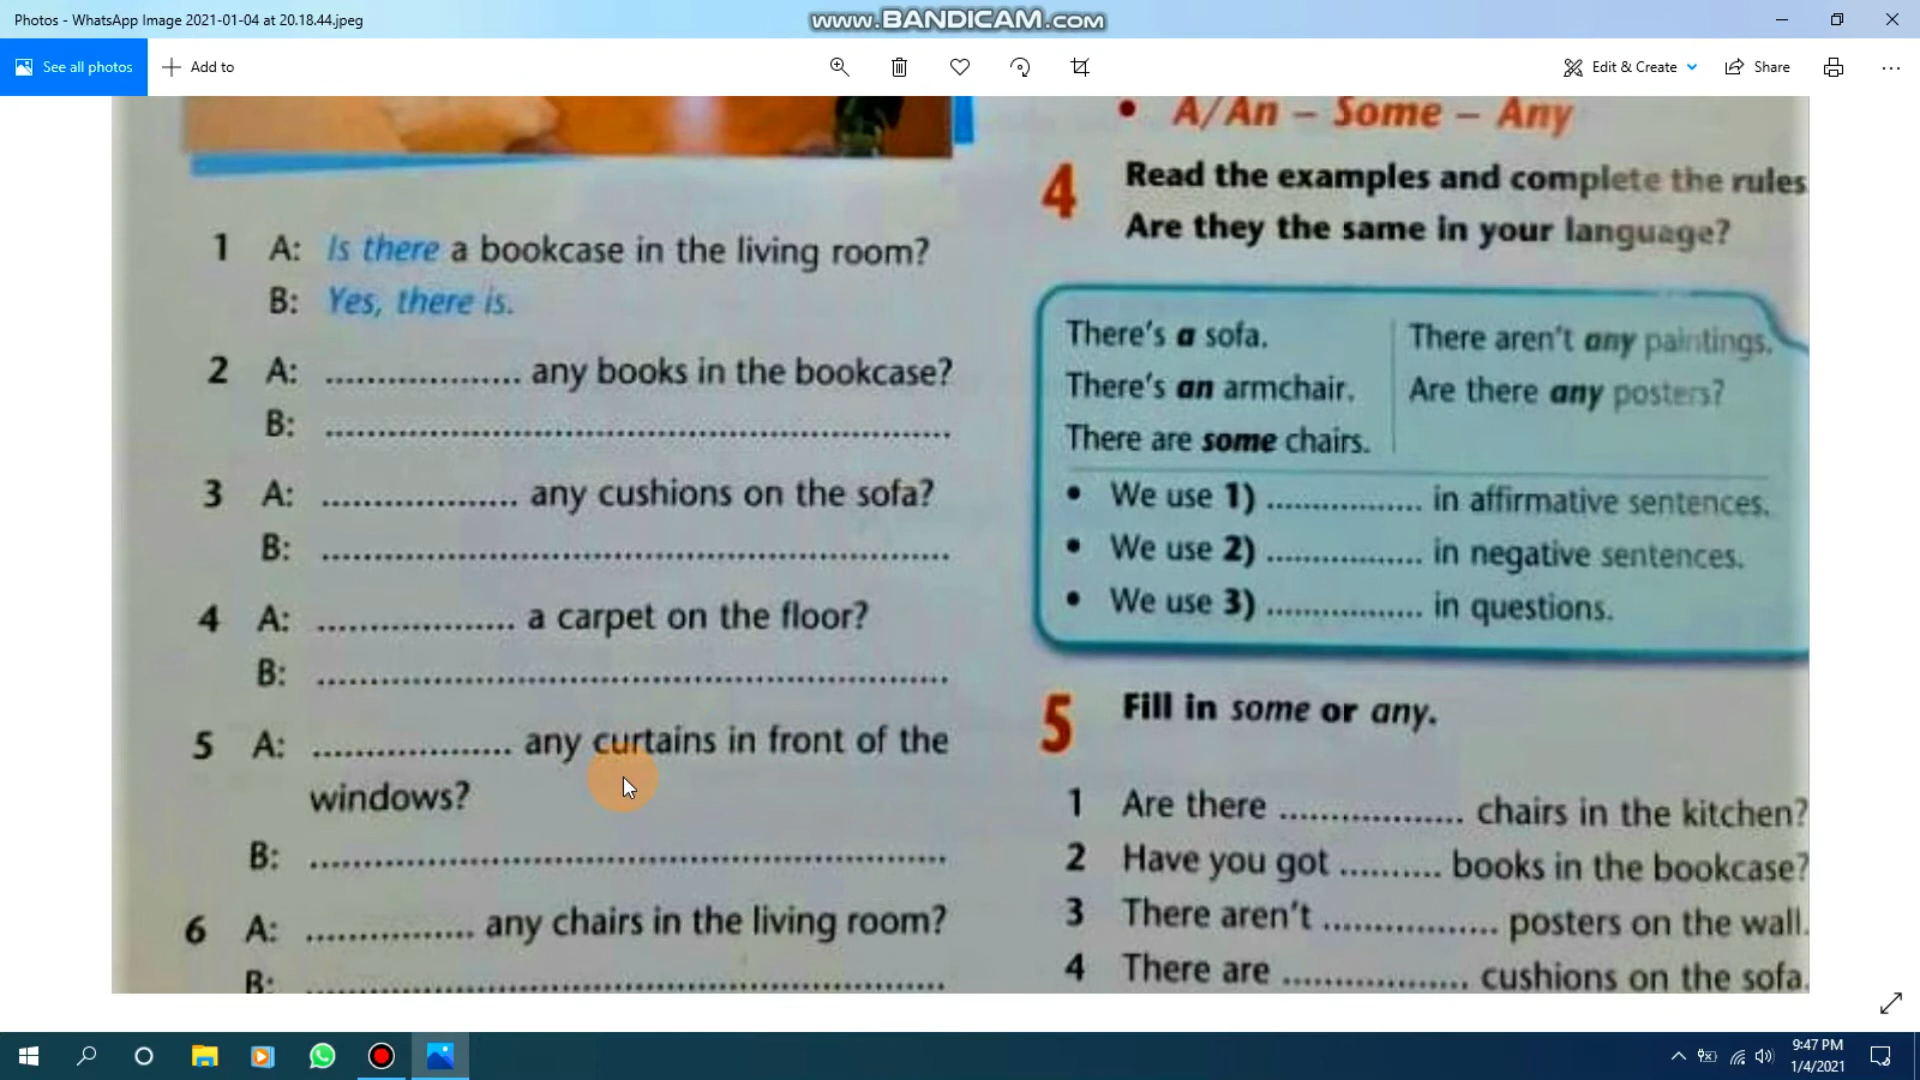 Photos - WhatsApp Image 2021-01-04 at 20.18.44.jpeg
www.BANDICAM.com
See all photos
Add to
Edit & Create
Share
1 A: Is there a bookcase in the living room?
B: Yes, there is.
2 A: .................... any books in the bookcase?
B: ................................................................
3 A: .................... any cushions on the sofa?
B: ................................................................
4 A: .................... a carpet on the floor?
B: ................................................................
5 A: .................... any curtains in front of the
windows?
B: ................................................................
6 A: ................. any chairs in the living room?
B: ................................................................
• A/An – Some – Any
4 Read the examples and complete the rules
Are they the same in your language?
There's a sofa.
There's an armchair.
There are some chairs.
There aren't any paintings.
Are there any posters?
• We use 1) ................ in affirmative sentences.
• We use 2) ................ in negative sentences.
• We use 3) ................ in questions.
5 Fill in some or any.
1 Are there ................... chairs in the kitchen?
2 Have you got .......... books in the bookcase?
3 There aren't .................. posters on the wall.
4 There are ................... cushions on the sofa.
9:47 PM
1/4/2021